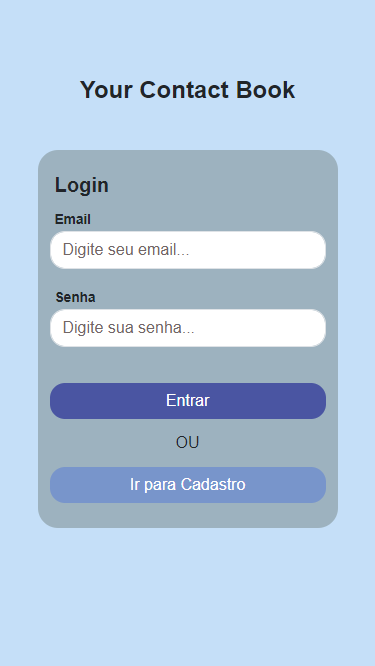 Your Contact Book
Login
Email
Digite seu email...
Senha
Digite sua senha...
Entrar
OU
Ir para Cadastro